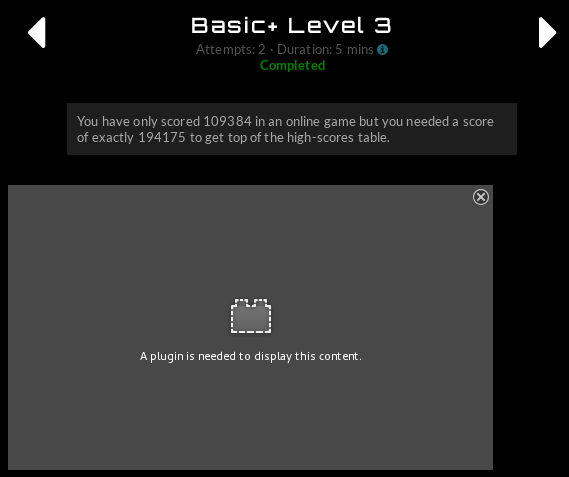 Basic+ Level 3
Attempts: 2 · Duration: 5 mins
Completed
You have only scored 109384 in an online game but you needed a score
of exactly 194175 to get top of the high-scores table.
A plugin is needed to display this content.